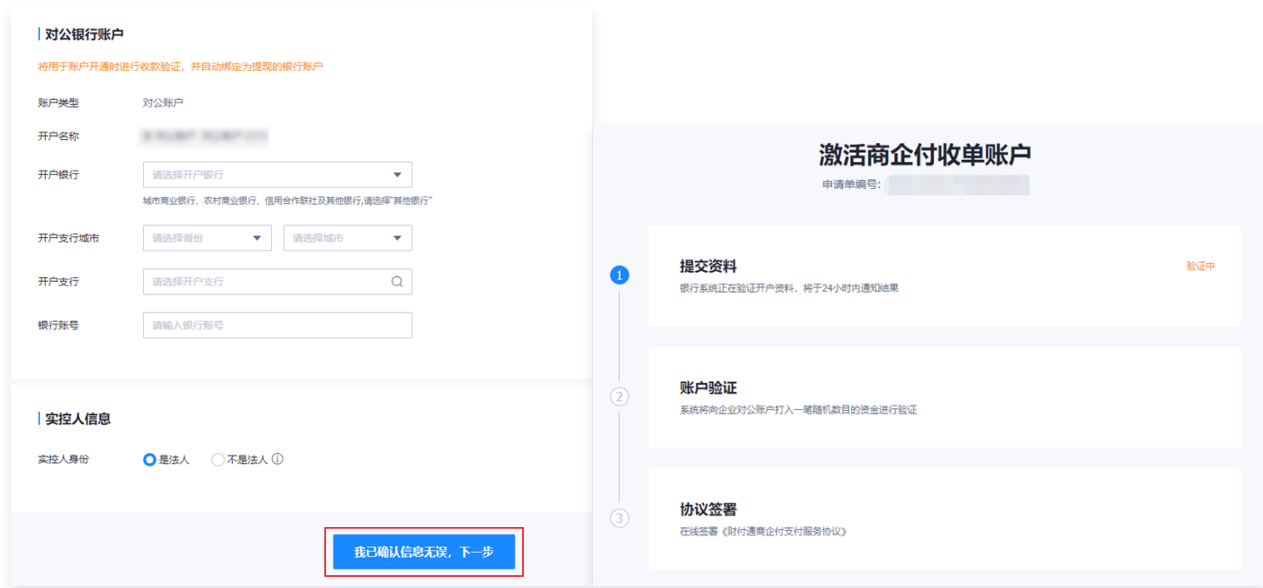 对公银行账户
将用于账户开通时进行收款验证，并自动绑定为提现的银行账户
账户类型 对公账户
开户名称
开户银行 请选择开户银行
城市商业银行、农村商业银行、信用合作联社及其他银行,请选择"其他银行"
开户支行城市 请选择省份 请选择城市
开户支行 请选择开户支行
银行账号 请输入银行账号
实控人信息
实控人身份 是法人 不是法人
我已确认信息无误，下一步
激活商企付收单账户
申请单编号:
1
提交资料 验证中
银行系统正在验证开户资料，将于24小时内通知结果
2
账户验证
系统将向企业对公账户打入一笔随机数目的资金进行验证
3
协议签署
在线签署《财付通商企付支付服务协议》